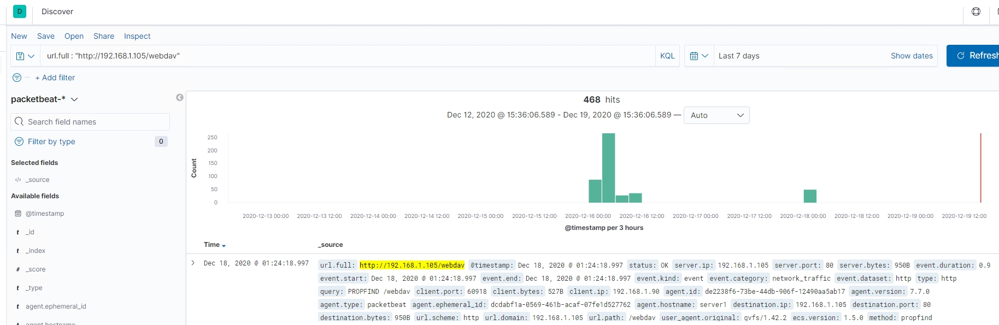 D Discover
New Save Open Share Inspect
url.full : "http://192.168.1.105/webdav" KQL Last 7 days Show dates Refresh
+ Add filter
packetbeat-*
Search field names
Filter by type 0
Selected fields
</> _source
Available fields
@timestamp
t _id
t _index
# _score
t _type
t agent.ephemeral_id
t agent.hostname
468 hits
Dec 12, 2020 @ 15:36:06.589 - Dec 19, 2020 @ 15:36:06.589 — Auto
Count
250
200
150
100
50
0
2020-12-13 00:00 2020-12-13 12:00 2020-12-14 00:00 2020-12-14 12:00 2020-12-15 00:00 2020-12-15 12:00 2020-12-16 00:00 2020-12-16 12:00 2020-12-17 00:00 2020-12-17 12:00 2020-12-18 00:00 2020-12-18 12:00 2020-12-19 00:00 2020-12-19 12:00
@timestamp per 3 hours
Time _source
Dec 18, 2020 @ 01:24:18.997 url.full: http://192.168.1.105/webdav @timestamp: Dec 18, 2020 @ 01:24:18.997 status: OK server.ip: 192.168.1.105 server.port: 80 server.bytes: 950B event.duration: 0.9
event.start: Dec 18, 2020 @ 01:24:18.997 event.end: Dec 18, 2020 @ 01:24:18.997 event.kind: event event.category: network_traffic event.dataset: http type: http
query: PROPFIND /webdav client.port: 60918 client.bytes: 527B client.ip: 192.168.1.90 agent.id: de2238f6-73be-44db-906f-12490aa5ab17 agent.version: 7.7.0
agent.type: packetbeat agent.ephemeral_id: dcdabf1a-0569-461b-acaf-07fe1d527762 agent.hostname: server1 destination.ip: 192.168.1.105 destination.port: 80
destination.bytes: 950B url.scheme: http url.domain: 192.168.1.105 url.path: /webdav user_agent.original: gvfs/1.42.2 ecs.version: 1.5.0 method: propfind